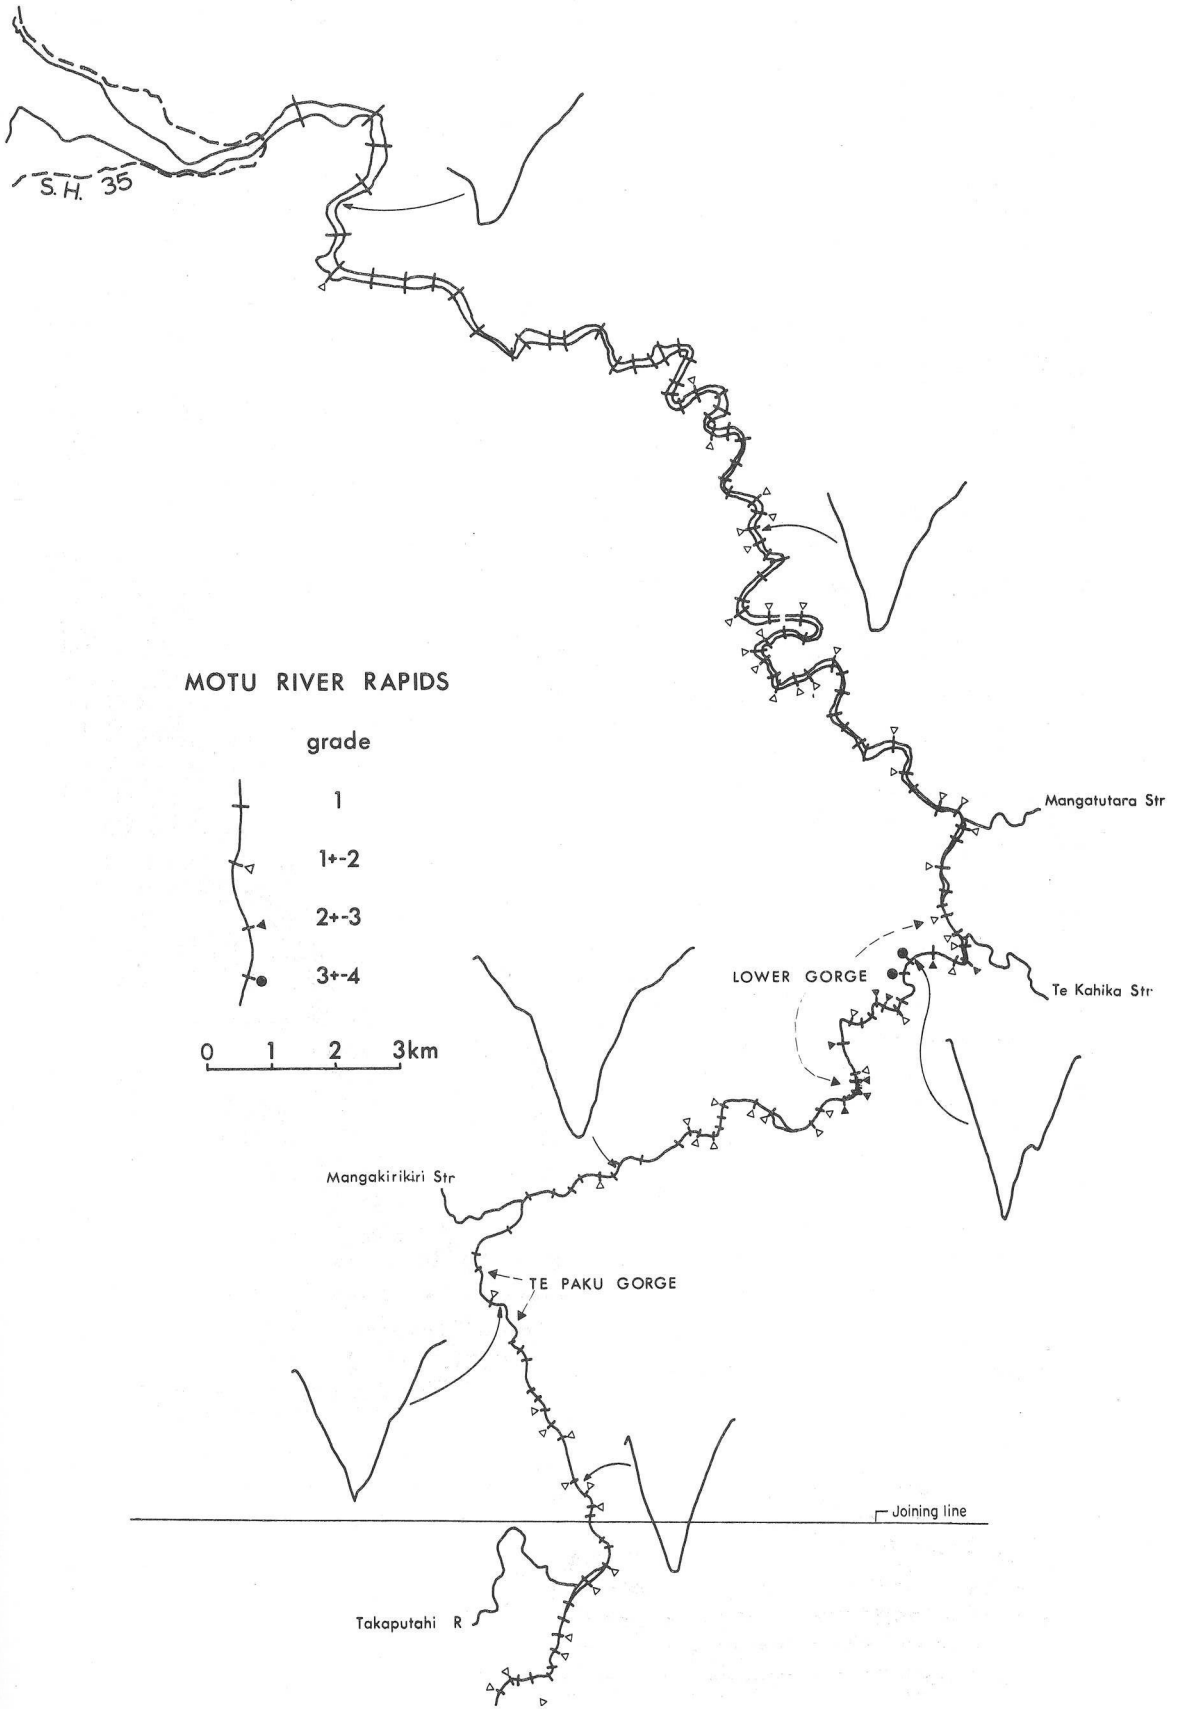 S.H. 35
MOTU RIVER RAPIDS
grade
1
1+-2
2+-3
3+-4
0 1 2 3km
Mangatutara Str
LOWER GORGE
Te Kahika Str
Mangakirikiri Str
TE PAKU GORGE
Joining line
Takaputahi R